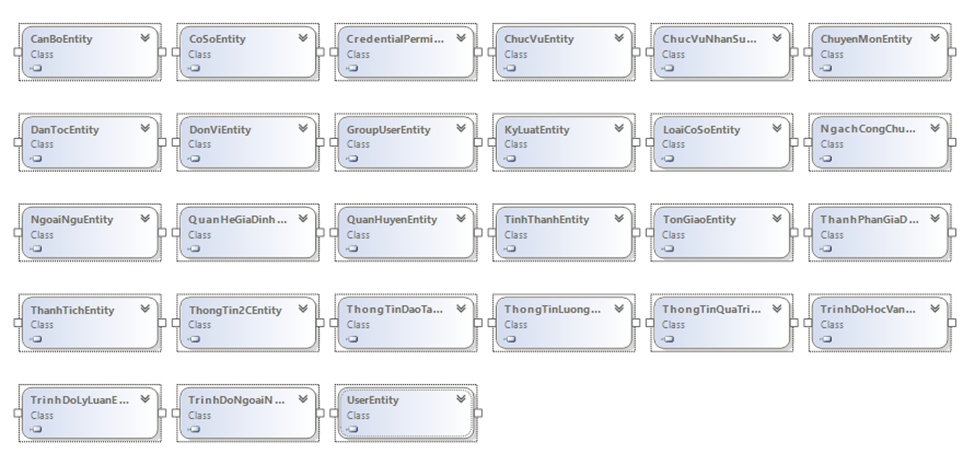 CanBoEntity
Class
CoSoEntity
Class
CredentialPermi...
Class
ChucVuEntity
Class
ChucVuNhanSu...
Class
ChuyenMonEntity
Class
DanTocEntity
Class
DonViEntity
Class
GroupUserEntity
Class
KyLuatEntity
Class
LoaiCoSoEntity
Class
NgachCongChu...
Class
NgoaiNguEntity
Class
QuanHeGiaDinh...
Class
QuanHuyenEntity
Class
TinhThanhEntity
Class
TonGiaoEntity
Class
ThanhPhanGiaD...
Class
ThanhTichEntity
Class
ThongTin2CEntity
Class
ThongTinDaoTa...
Class
ThongTinLuong...
Class
ThongTinQuaTri...
Class
TrinhDoHocVan...
Class
TrinhDoLyLuanE...
Class
TrinhDoNgoaiN...
Class
UserEntity
Class